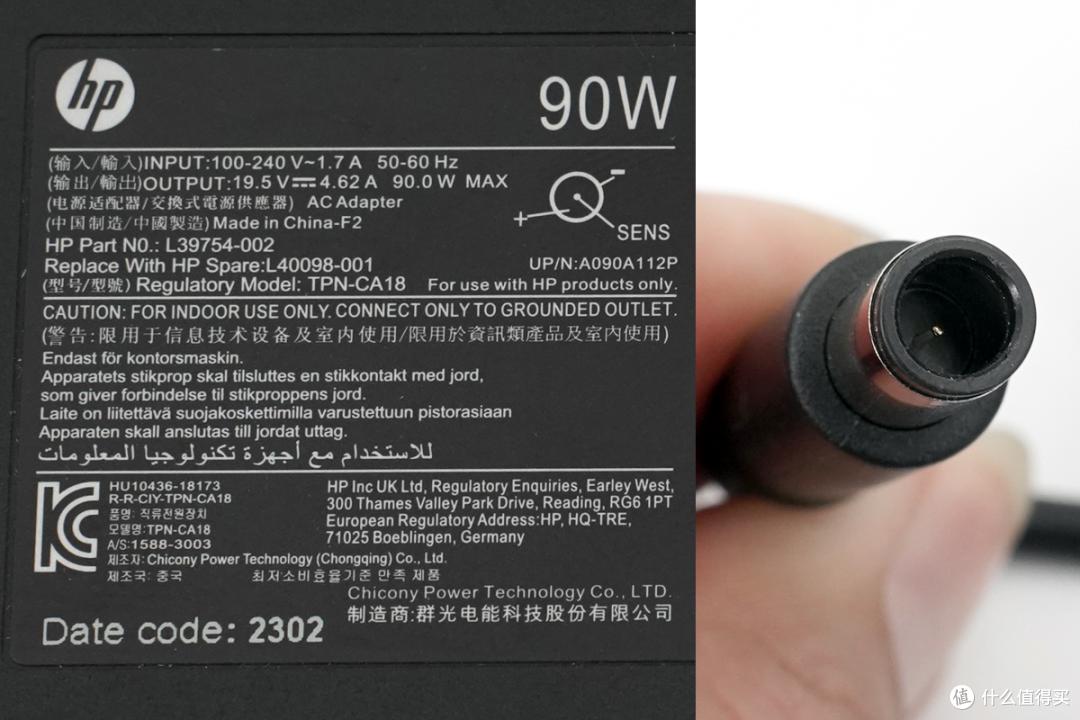 hp
90W
(输入/輸入)INPUT:100-240 V~1.7 A 50-60 Hz
(输出/輸出)OUTPUT:19.5 V⎓4.62 A 90.0 W MAX
(电源适配器/交換式電源供應器) AC Adapter
(中国制造/中國製造) Made in China-F2
- + SENS
HP Part N0.: L39754-002
Replace With HP Spare:L40098-001 UP/N:A090A112P
(型号/型號) Regulatory Model: TPN-CA18 For use with HP products only.
CAUTION: FOR INDOOR USE ONLY. CONNECT ONLY TO GROUNDED OUTLET.
(警告:限用于信息技术设备及室内使用/限用於資訊類產品及室內使用)
Endast för kontorsmaskin.
Apparatets stikprop skal tilsluttes en stikkontakt med jord,
som giver forbindelse til stikproppens jord.
Laite on liitettävä suojakoskettimilla varustettuun pistorasiaan
Apparaten skall anslutas till jordat uttag.
للاستخدام مع أجهزة تكنولوجيا المعلومات
HU10436-18173
R-R-CIY-TPN-CA18
품명: 직류전원장치
모델명:TPN-CA18
A/S:1588-3003
제조자: Chicony Power Technology (Chongqing) Co., Ltd.
제조국: 중국 최저소비효율기준 만족 제품
HP Inc UK Ltd, Regulatory Enquiries, Earley West,
300 Thames Valley Park Drive, Reading, RG6 1PT
European Regulatory Address:HP, HQ-TRE,
71025 Boeblingen, Germany
Chicony Power Technology Co., LTD.
制造商:群光电能科技股份有限公司
Date code: 2302
值 什么值得买